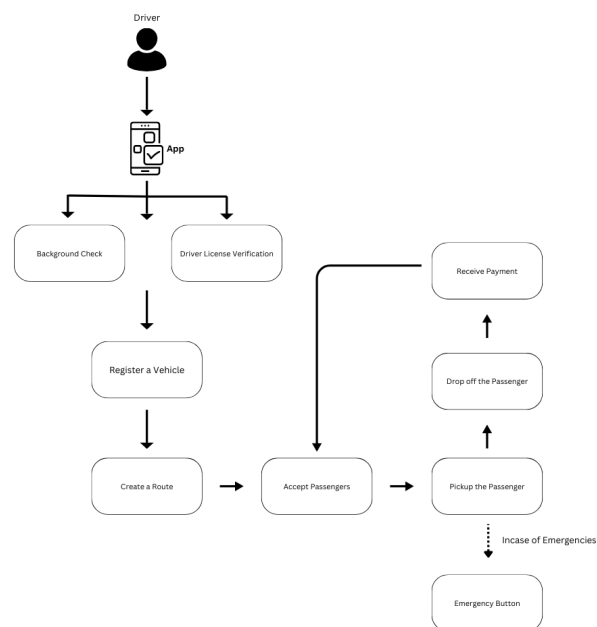 Driver
App
Background Check
Driver License Verification
Receive Payment
Register a Vehicle
Drop off the Passenger
Create a Route
Accept Passengers
Pickup the Passenger
Incase of Emergencies
Emergency Button